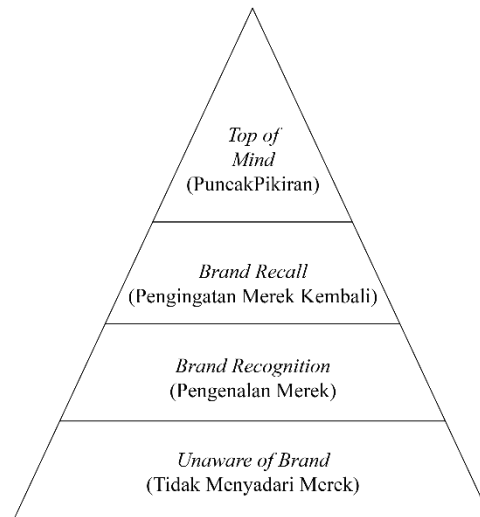 Top of
Mind
(PuncakPikiran)
Brand Recall
(Pengingatan Merek Kembali)
Brand Recognition
(Pengenalan Merek)
Unaware of Brand
(Tidak Menyadari Merek)